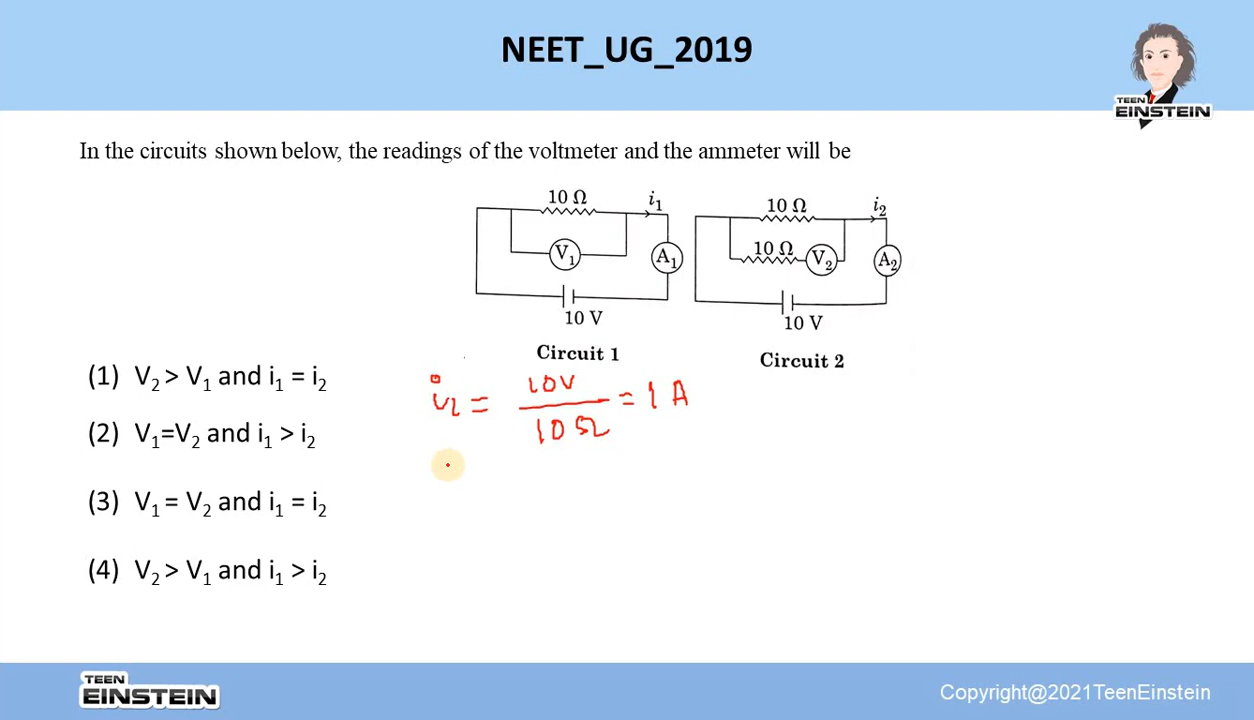 NEET_UG_2019
TEEN
EINSTEIN
In the circuits shown below, the readings of the voltmeter and the ammeter will be
10 Ω
i₁
V₁
A₁
10 V
Circuit 1
10 Ω
i₂
10 Ω
V₂
A₂
10 V
Circuit 2
(1) V₂ > V₁ and i₁ = i₂
(2) V₁=V₂ and i₁ > i₂
(3) V₁ = V₂ and i₁ = i₂
(4) V₂ > V₁ and i₁ > i₂
= 10V / 10 Ω = 1 A
TEEN
EINSTEIN
Copyright@2021TeenEinstein